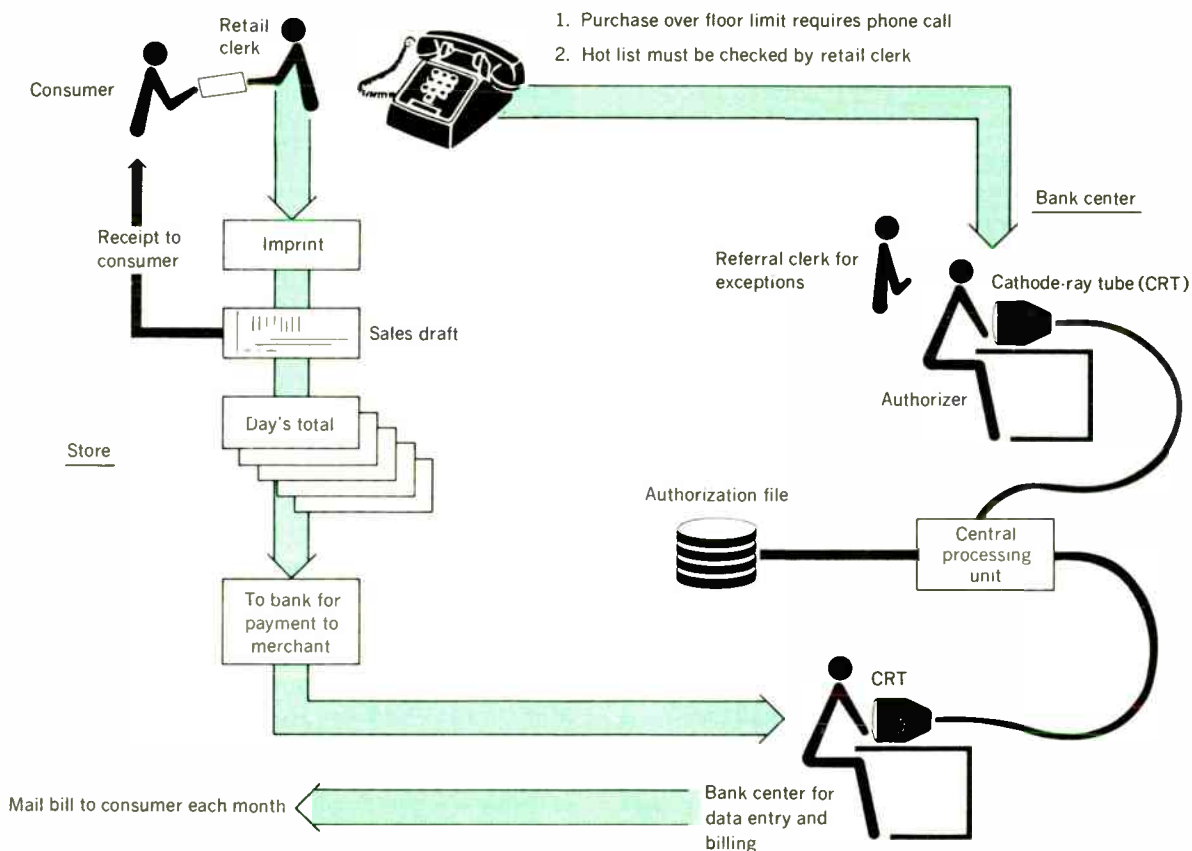 1. Purchase over floor limit requires phone call
2. Hot list must be checked by retail clerk
Retail
clerk
Consumer
Bank center
Receipt to
consumer
Imprint
Referral clerk for
exceptions
Cathode-ray tube (CRT)
Sales draft
Authorizer
Day's total
Store
Authorization file
Central
processing
unit
To bank for
payment to
merchant
CRT
Mail bill to consumer each month
Bank center for
data entry and
billing